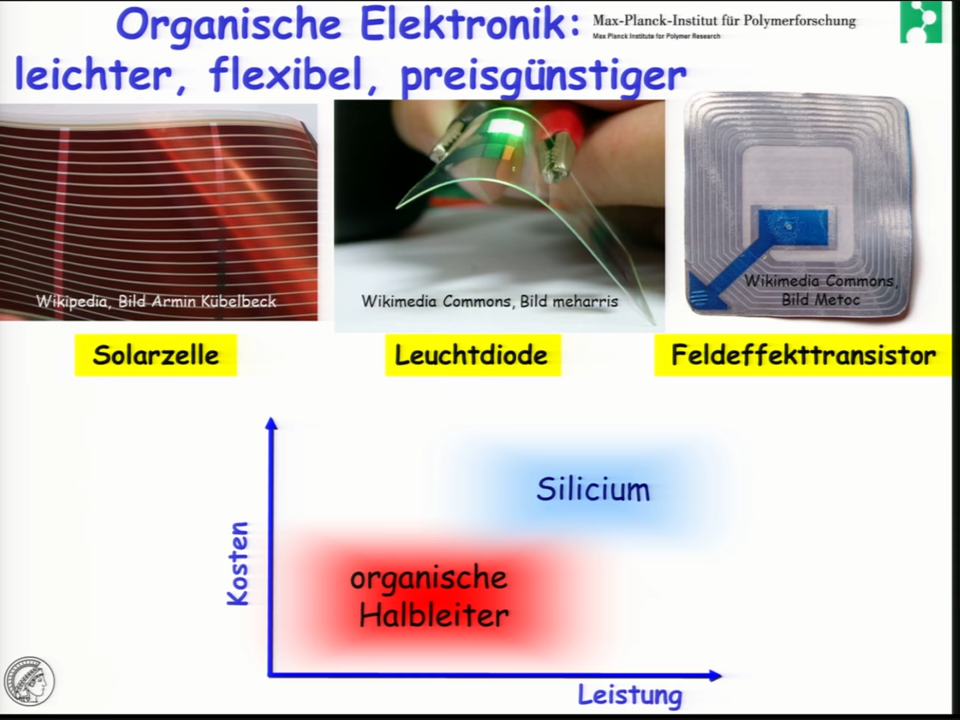 Organische Elektronik:
leichter, flexibel, preisgünstiger
Max-Planck-Institut für Polymerforschung
Max Planck Institute for Polymer Research
Wikipedia, Bild Armin Kübelbeck
Wikimedia Commons, Bild meharris
Wikimedia Commons,
Bild Metoc
Solarzelle
Leuchtdiode
Feldeffekttransistor
Kosten
Silicium
organische
Halbleiter
Leistung